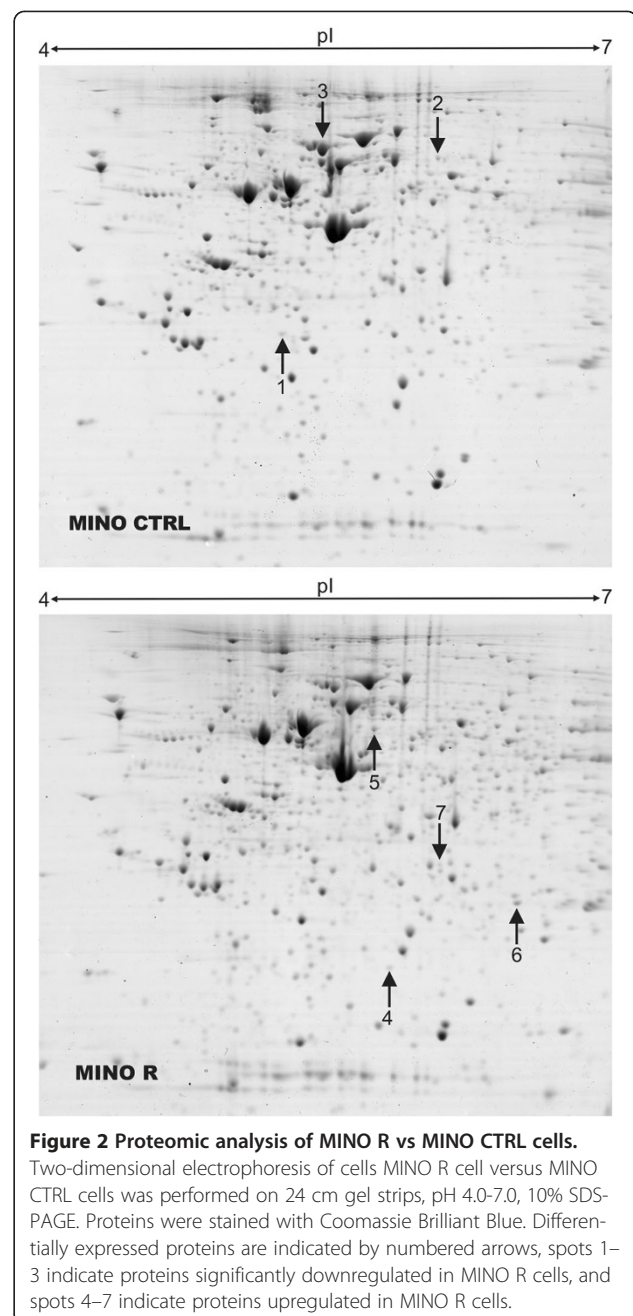 pI
4 7
3 2
1
MINO CTRL
pI
4 7
5
7
6
4
MINO R
Figure 2 Proteomic analysis of MINO R vs MINO CTRL cells.
Two-dimensional electrophoresis of cells MINO R cell versus MINO
CTRL cells was performed on 24 cm gel strips, pH 4.0-7.0, 10% SDS-
PAGE. Proteins were stained with Coomassie Brilliant Blue. Differen-
tially expressed proteins are indicated by numbered arrows, spots 1–
3 indicate proteins significantly downregulated in MINO R cells, and
spots 4–7 indicate proteins upregulated in MINO R cells.